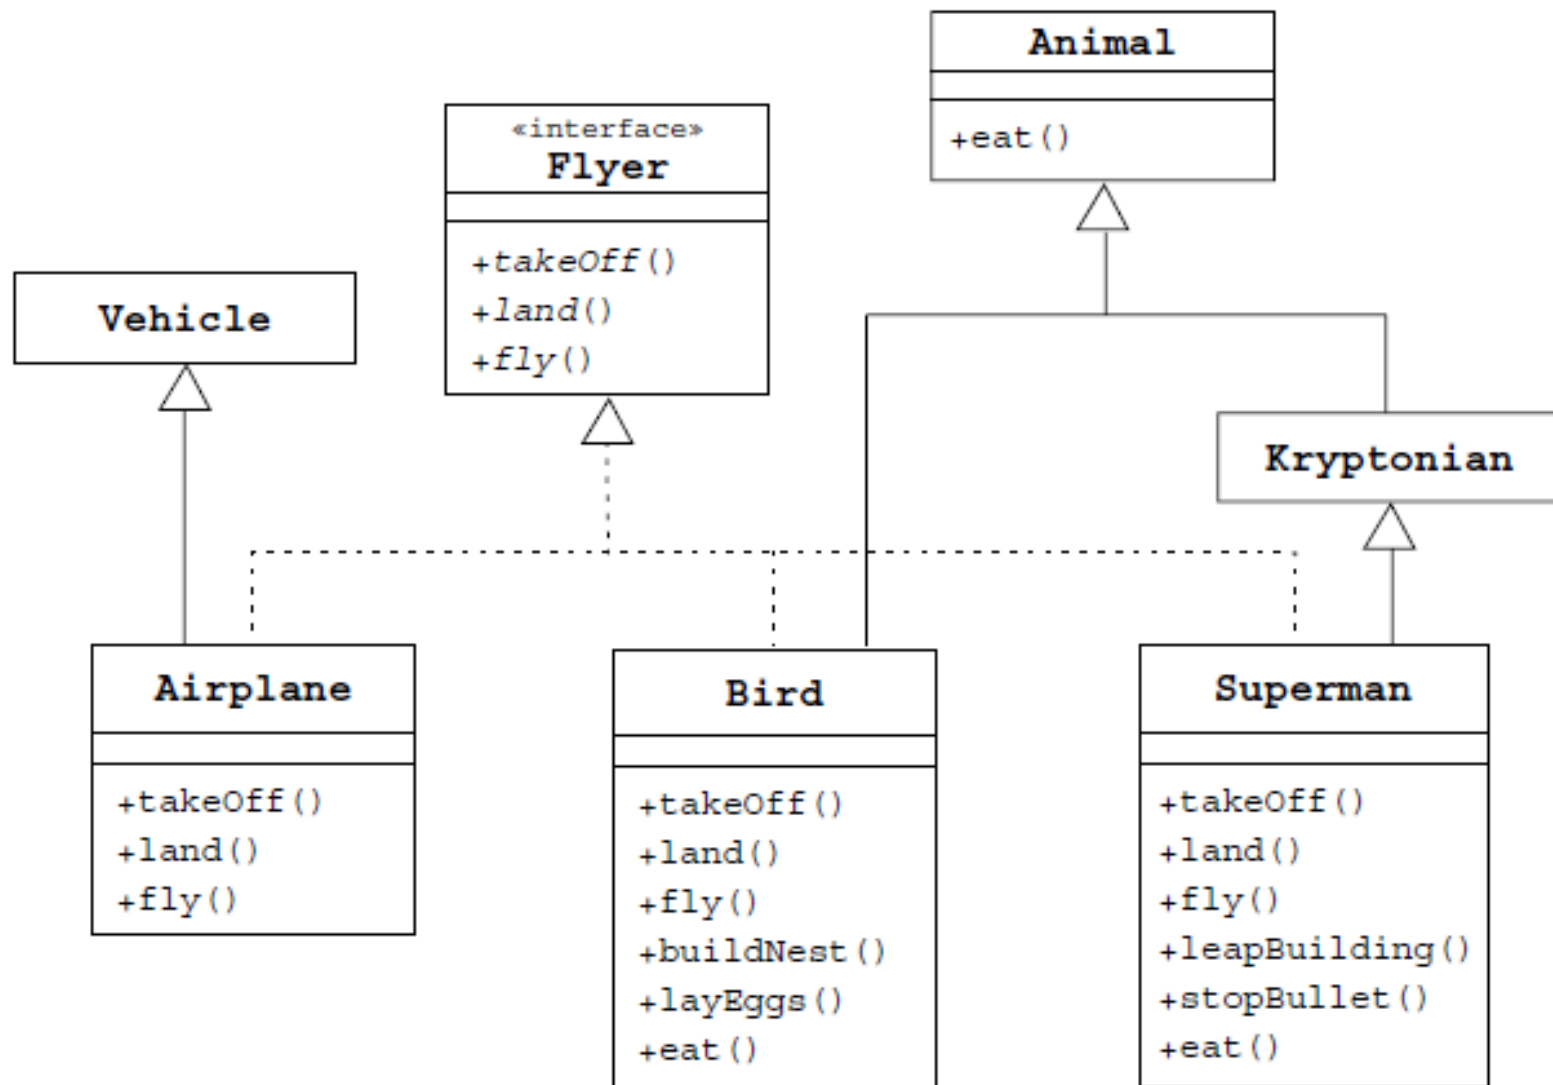 Animal
+eat()
«interface»
Flyer
+takeOff()
+land()
+fly()
Vehicle
Kryptonian
Airplane
+takeOff()
+land()
+fly()
Bird
+takeOff()
+land()
+fly()
+buildNest()
+layEggs()
+eat()
Superman
+takeOff()
+land()
+fly()
+leapBuilding()
+stopBullet()
+eat()